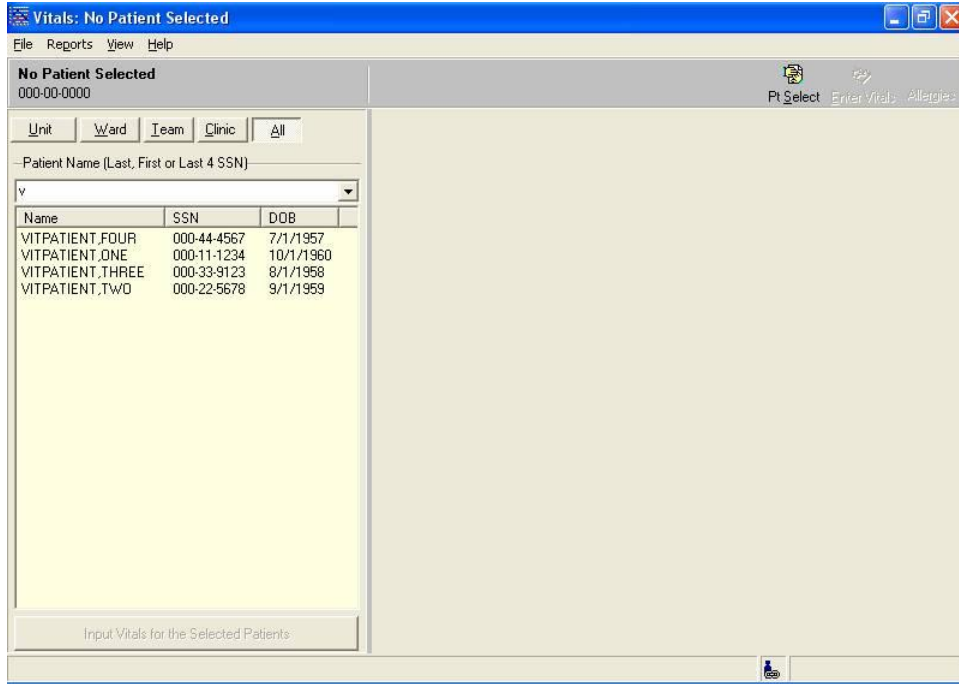 Vitals: No Patient Selected
File Reports View Help
No Patient Selected
000-00-0000
Pt Select Enter Vitals Allergies
Unit Ward Team Clinic All
Patient Name (Last, First or Last 4 SSN)
v
Name SSN DOB
VITPATIENT,FOUR 000-44-4567 7/1/1957
VITPATIENT,ONE 000-11-1234 10/1/1960
VITPATIENT,THREE 000-33-9123 8/1/1958
VITPATIENT,TWO 000-22-5678 9/1/1959
Input Vitals for the Selected Patients